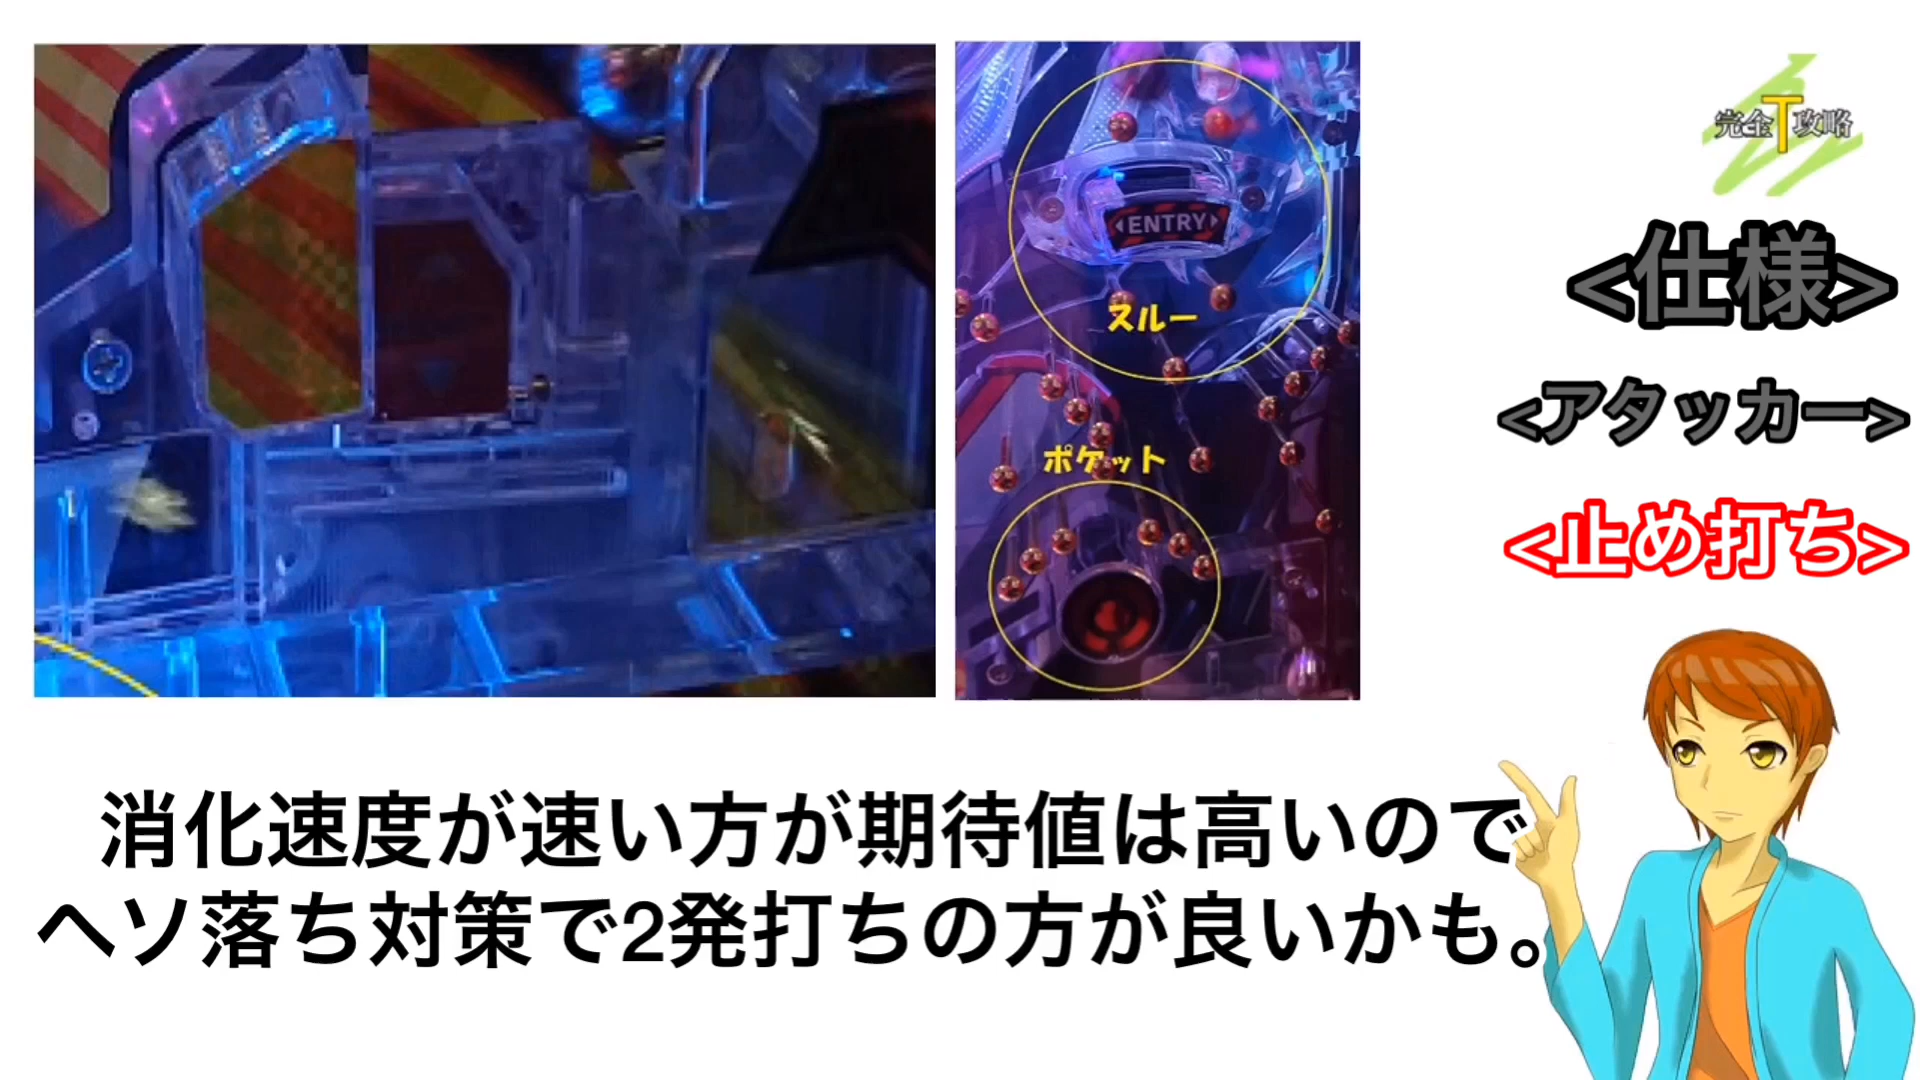 完全T攻略
<仕様>
<アタッカー>
<止め打ち>
◀ENTRY▶
スルー
ポケット
消化速度が速い方が期待値は高いので
ヘソ落ち対策で2発打ちの方が良いかも。